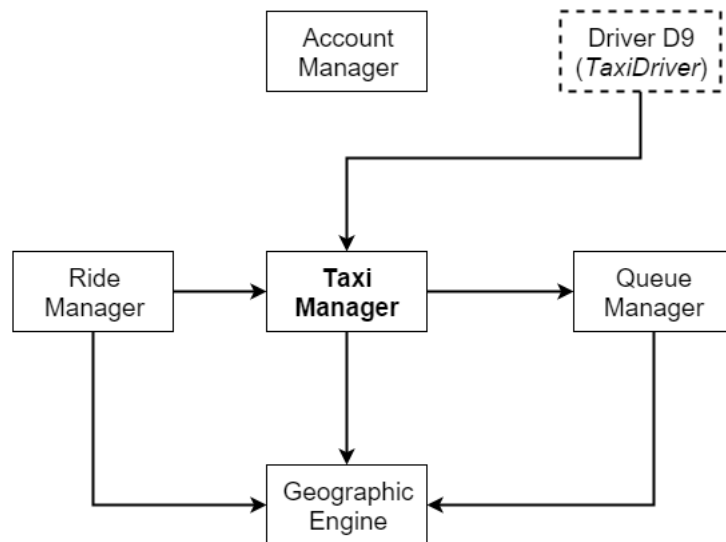 Account
Manager
Driver D9
(TaxiDriver)
Ride
Manager
Taxi
Manager
Queue
Manager
Geographic
Engine